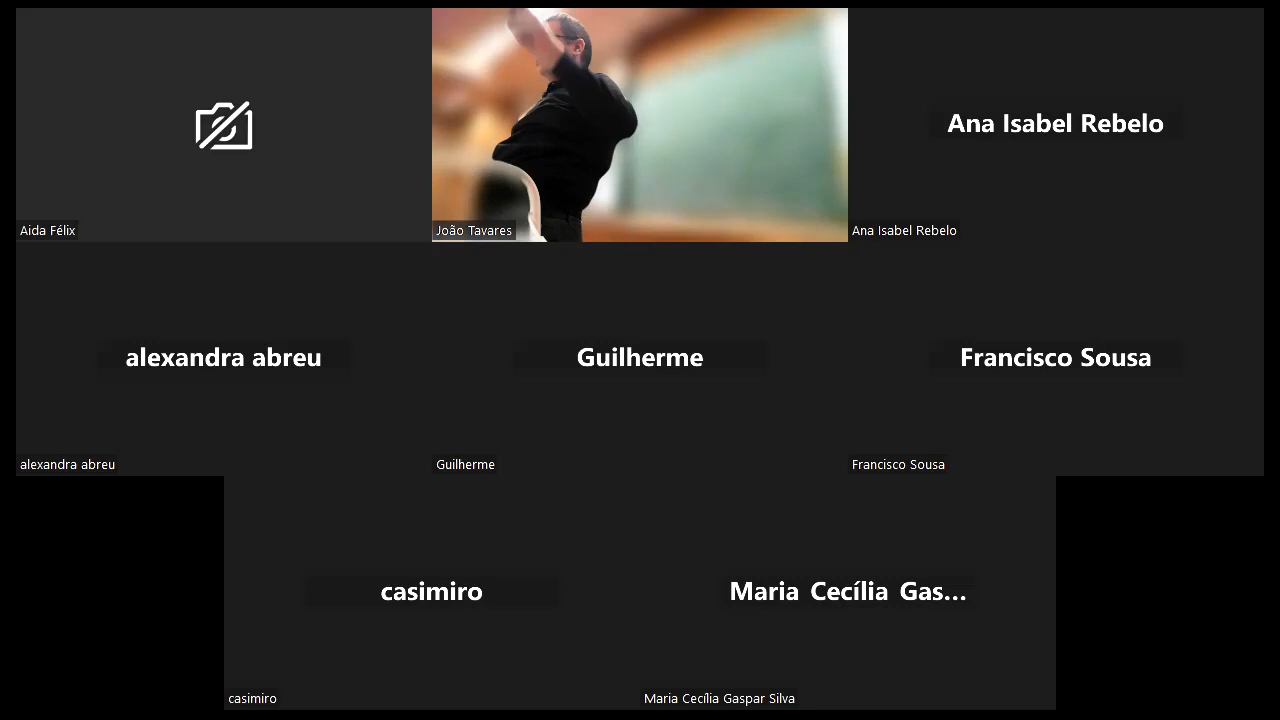 Ana Isabel Rebelo
Aida Félix
João Tavares
Ana Isabel Rebelo
alexandra abreu
Guilherme
Francisco Sousa
alexandra abreu
Guilherme
Francisco Sousa
casimiro
Maria Cecília Gas...
casimiro
Maria Cecília Gaspar Silva